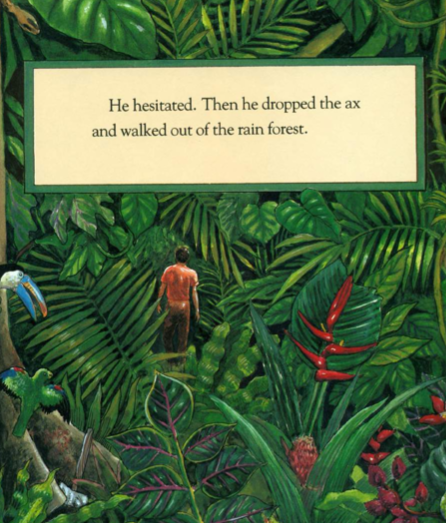 He hesitated. Then he dropped the ax
and walked out of the rain forest.